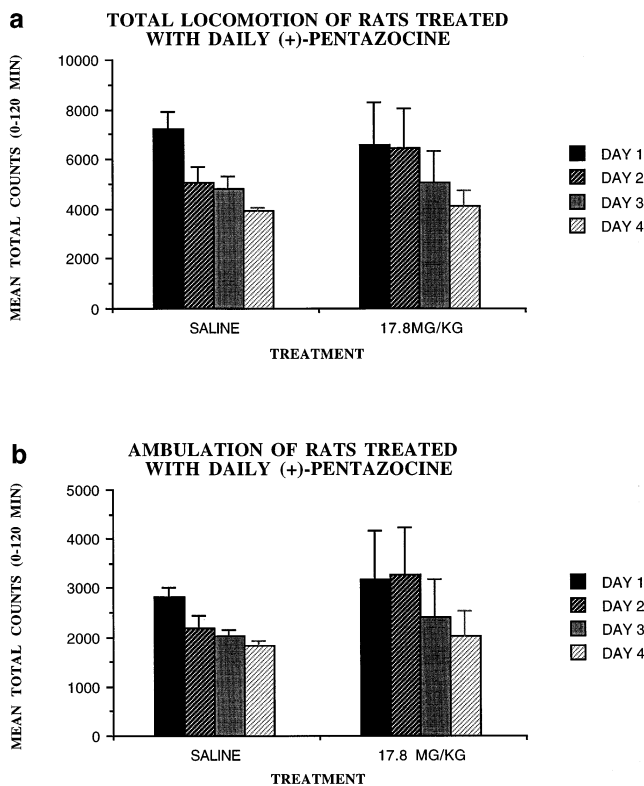 a
TOTAL LOCOMOTION OF RATS TREATED
WITH DAILY (+)-PENTAZOCINE
MEAN TOTAL COUNTS (0-120 MIN)
10000
8000
6000
4000
2000
0
SALINE
17.8MG/KG
TREATMENT
DAY 1
DAY 2
DAY 3
DAY 4
b
AMBULATION OF RATS TREATED
WITH DAILY (+)-PENTAZOCINE
MEAN TOTAL COUNTS (0-120 MIN)
5000
4000
3000
2000
1000
0
SALINE
17.8 MG/KG
TREATMENT
DAY 1
DAY 2
DAY 3
DAY 4